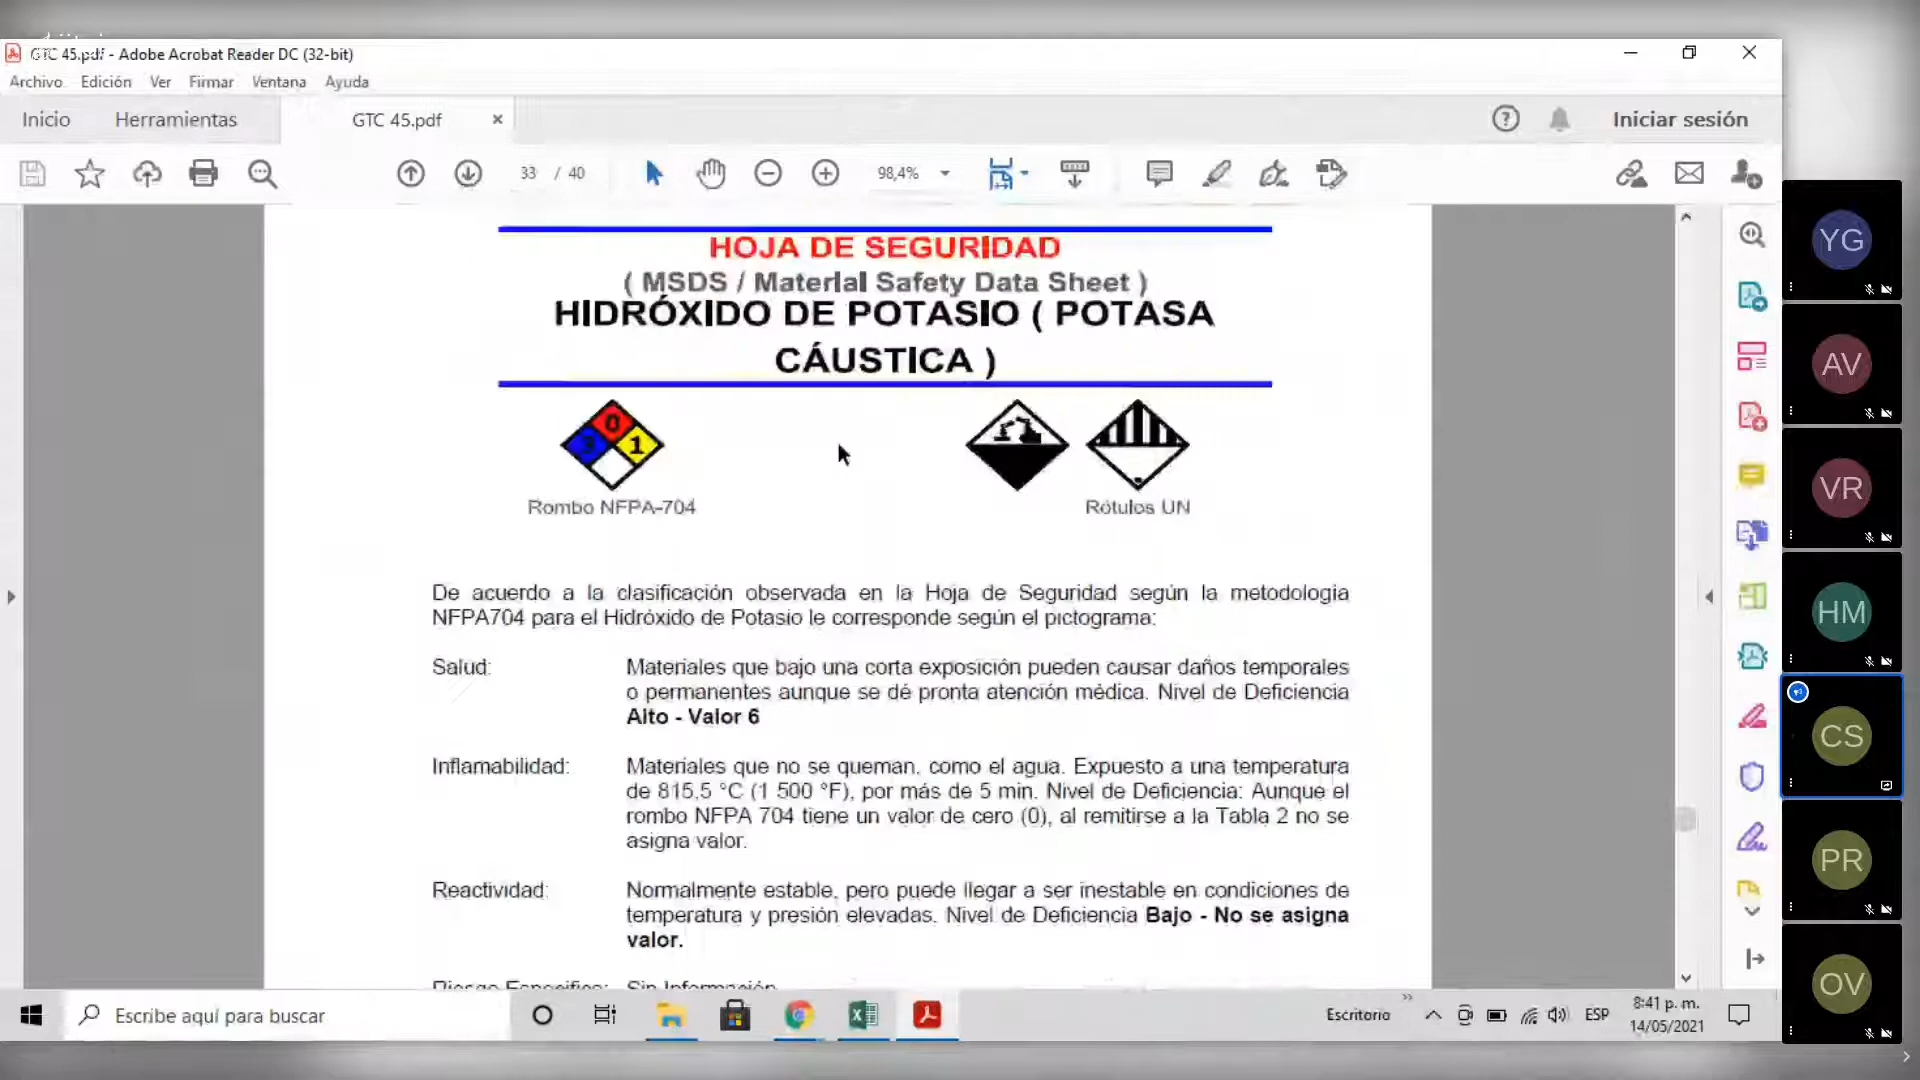 GTC 45.pdf - Adobe Acrobat Reader DC (32-bit)
Archivo Edición Ver Firmar Ventana Ayuda
Inicio Herramientas GTC 45.pdf Iniciar sesión
33 / 40 98,4%
HOJA DE SEGURIDAD
( MSDS / Material Safety Data Sheet )
HIDRÓXIDO DE POTASIO ( POTASA
CÁUSTICA )
0
3 1
Rombo NFPA-704 Rótulos UN
De acuerdo a la clasificación observada en la Hoja de Seguridad según la metodología
NFPA704 para el Hidróxido de Potasio le corresponde según el pictograma:
Salud: Materiales que bajo una corta exposición pueden causar daños temporales
o permanentes aunque se dé pronta atención médica. Nivel de Deficiencia
Alto - Valor 6
Inflamabilidad: Materiales que no se queman, como el agua. Expuesto a una temperatura
de 815,5 °C (1 500 °F), por más de 5 min. Nivel de Deficiencia: Aunque el
rombo NFPA 704 tiene un valor de cero (0), al remitirse a la Tabla 2 no se
asigna valor.
Reactividad: Normalmente estable, pero puede llegar a ser inestable en condiciones de
temperatura y presión elevadas. Nivel de Deficiencia Bajo - No se asigna
valor.
Riesgo Específico: Sin Información
YG
AV
VR
HM
CS
PR
OV
Escribe aquí para buscar
Escritorio ESP 8:41 p. m.
14/05/2021